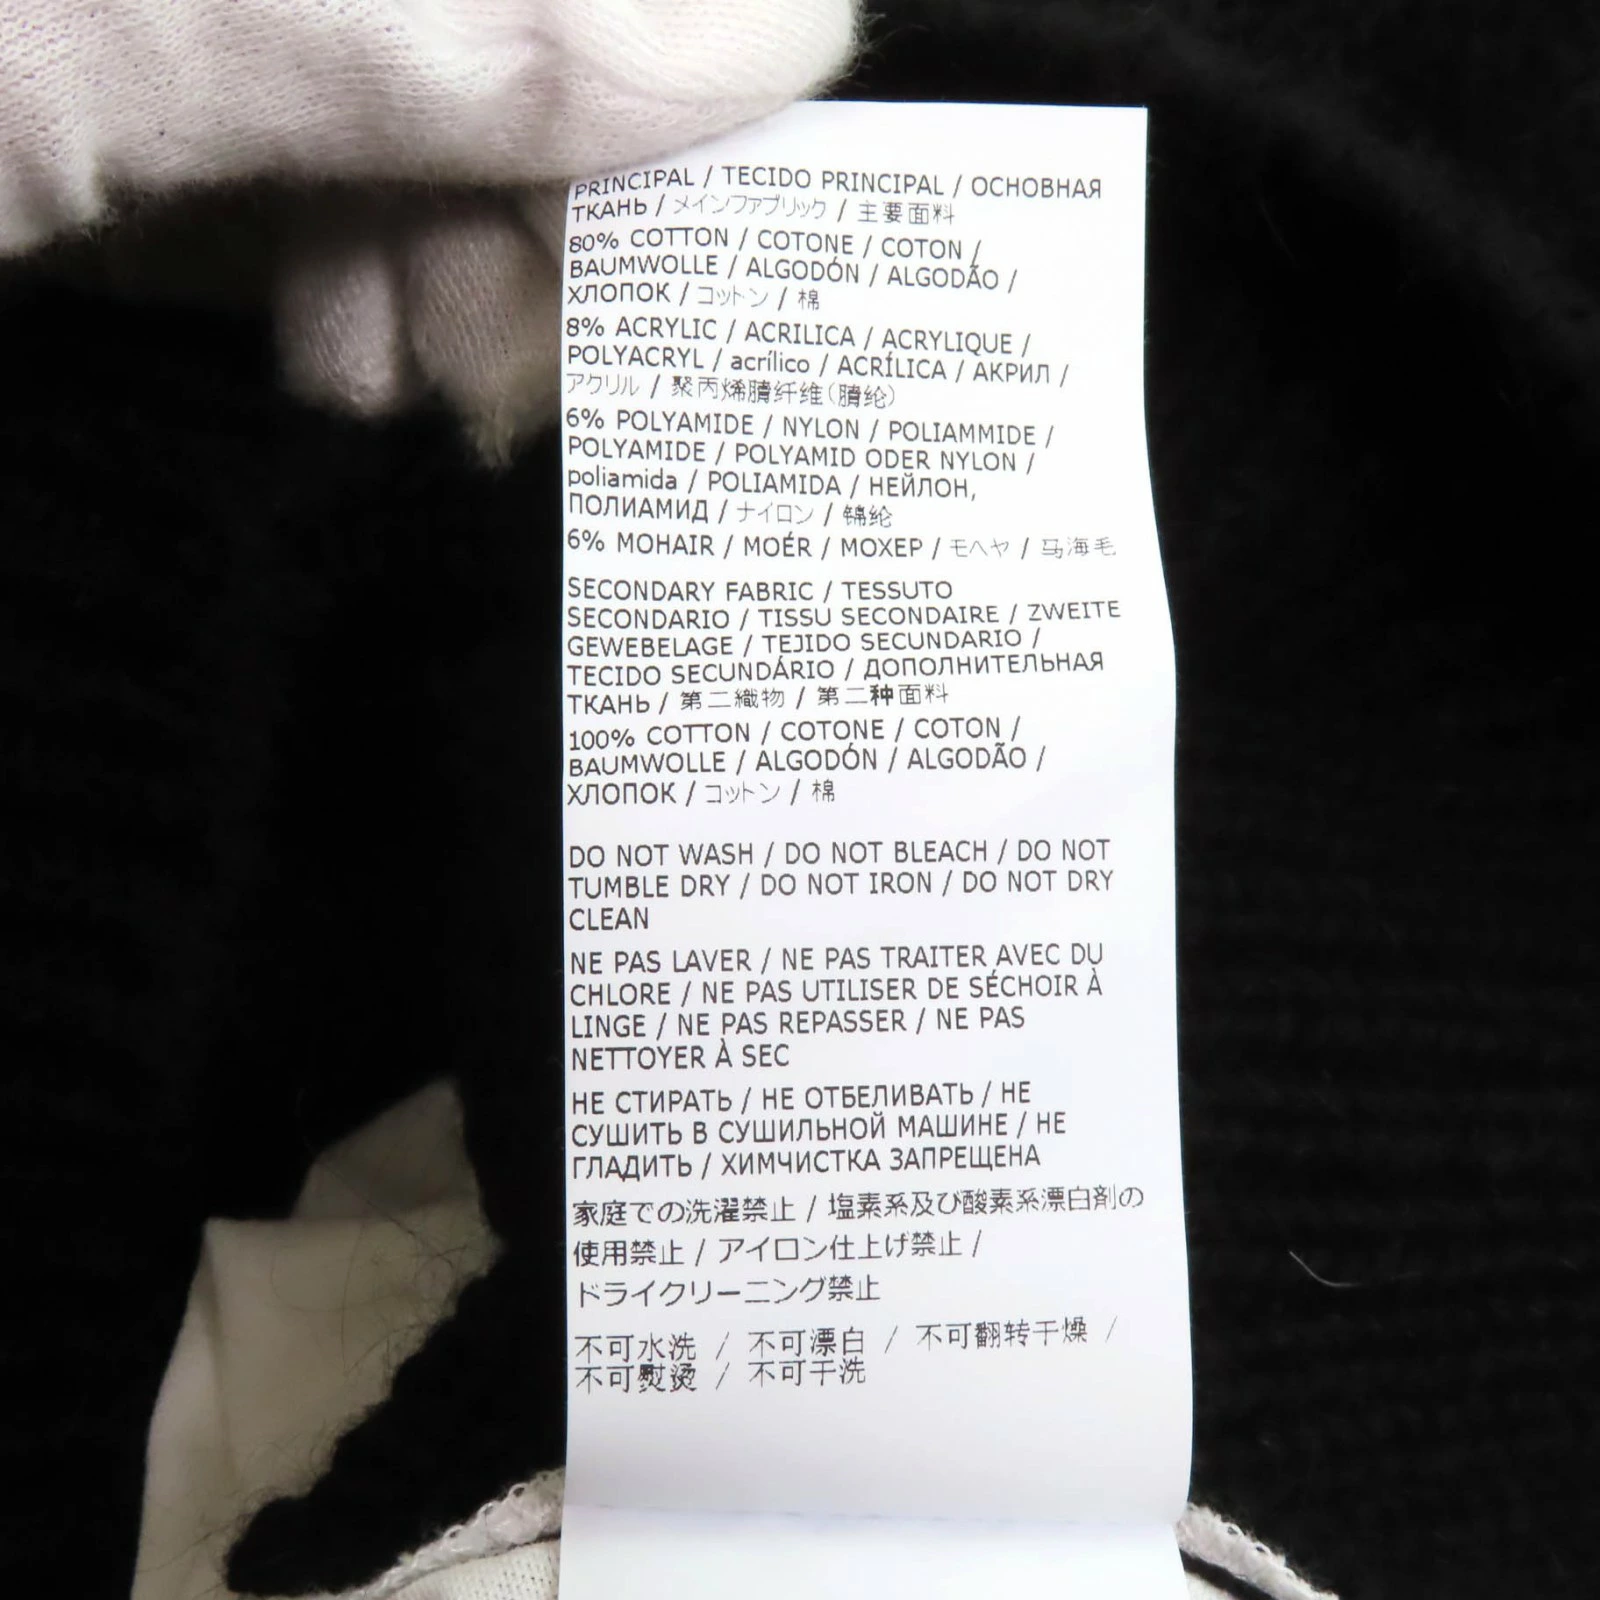 PRINCIPAL / TECIDO PRINCIPAL / ОСНОВНАЯ
ТКАНЬ / メインファブリック / 主要面料
80% COTTON / COTONE / COTON /
BAUMWOLLE / ALGODÓN / ALGODÃO /
ХЛОПОК / コットン / 棉
8% ACRYLIC / ACRILICA / ACRYLIQUE /
POLYACRYL / acrílico / ACRÍLICA / АКРИЛ /
アクリル / 聚丙烯腈纤维(腈纶)
6% POLYAMIDE / NYLON / POLIAMMIDE /
POLYAMIDE / POLYAMID ODER NYLON /
poliamida / POLIAMIDA / НЕЙЛОН,
ПОЛИАМИД / ナイロン / 锦纶
6% MOHAIR / MOÉR / МОХЕР / モヘヤ / 马海毛
SECONDARY FABRIC / TESSUTO
SECONDARIO / TISSU SECONDAIRE / ZWEITE
GEWEBELAGE / TEJIDO SECUNDARIO /
TECIDO SECUNDÁRIO / ДОПОЛНИТЕЛЬНАЯ
ТКАНЬ / 第二織物 / 第二种面料
100% COTTON / COTONE / COTON /
BAUMWOLLE / ALGODÓN / ALGODÃO /
ХЛОПОК / コットン / 棉
DO NOT WASH / DO NOT BLEACH / DO NOT
TUMBLE DRY / DO NOT IRON / DO NOT DRY
CLEAN
NE PAS LAVER / NE PAS TRAITER AVEC DU
CHLORE / NE PAS UTILISER DE SÉCHOIR À
LINGE / NE PAS REPASSER / NE PAS
NETTOYER À SEC
НЕ СТИРАТЬ / НЕ ОТБЕЛИВАТЬ / НЕ
СУШИТЬ В СУШИЛЬНОЙ МАШИНЕ / НЕ
ГЛАДИТЬ / ХИМЧИСТКА ЗАПРЕЩЕНА
家庭での洗濯禁止 / 塩素系及び酸素系漂白剤の
使用禁止 / アイロン仕上げ禁止 /
ドライクリーニング禁止
不可水洗 / 不可漂白 / 不可翻转干燥 /
不可熨烫 / 不可干洗